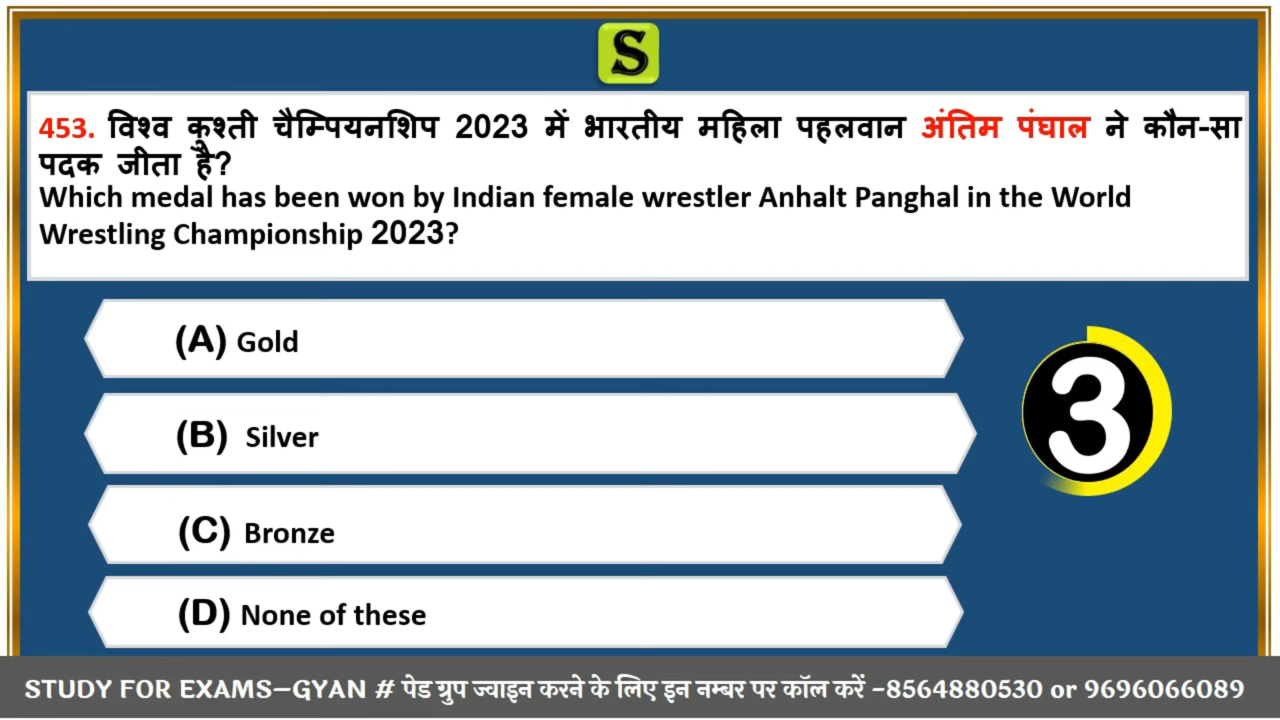 S
453. विश्व कुश्ती चैम्पियनशिप 2023 में भारतीय महिला पहलवान अंतिम पंघाल ने कौन-सा
पदक जीता है?
Which medal has been won by Indian female wrestler Anhalt Panghal in the World
Wrestling Championship 2023?
(A) Gold
(B) Silver
3
(C) Bronze
(D) None of these
STUDY FOR EXAMS-GYAN # पेड ग्रुप ज्वाइन करने के लिए इन नम्बर पर कॉल करें -8564880530 or 9696066089